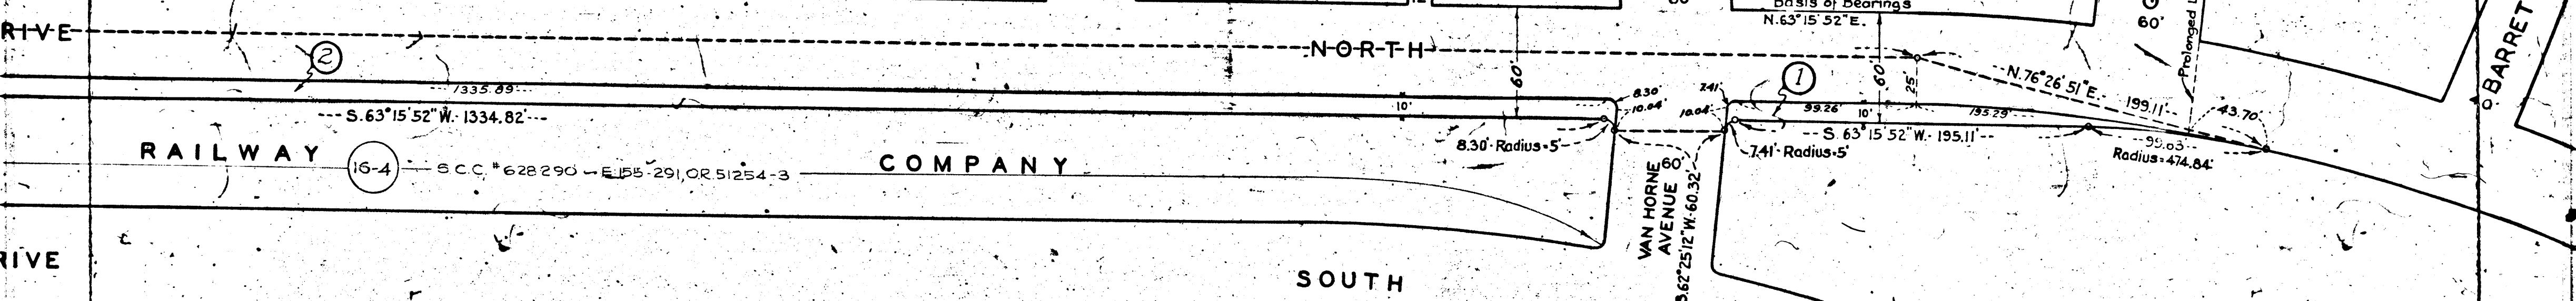 Basis of Bearings
N.63°15'52"E.
60'
RIVE
NORTH
2
1335.89
S.63°15'52"W.- 1334.82'
10'
60'
8.30'
10.04'
7.41'
10.04'
1
99.26'
10'
60'
25'
195.29'
N.76°26'51"E.
199.11'
43.70'
Prolonged
BARRET
S. 63°15'52"W.- 195.11'
8.30'- Radius=5'
7.41'- Radius=5'
99.63'
Radius=474.84'
RAILWAY
16-4
S.C.C. #628290 - E 155-291, O.R. 51254-3
COMPANY
VAN HORNE
AVENUE
60'
S.62°25'12"W.-60.32'
RIVE
SOUTH